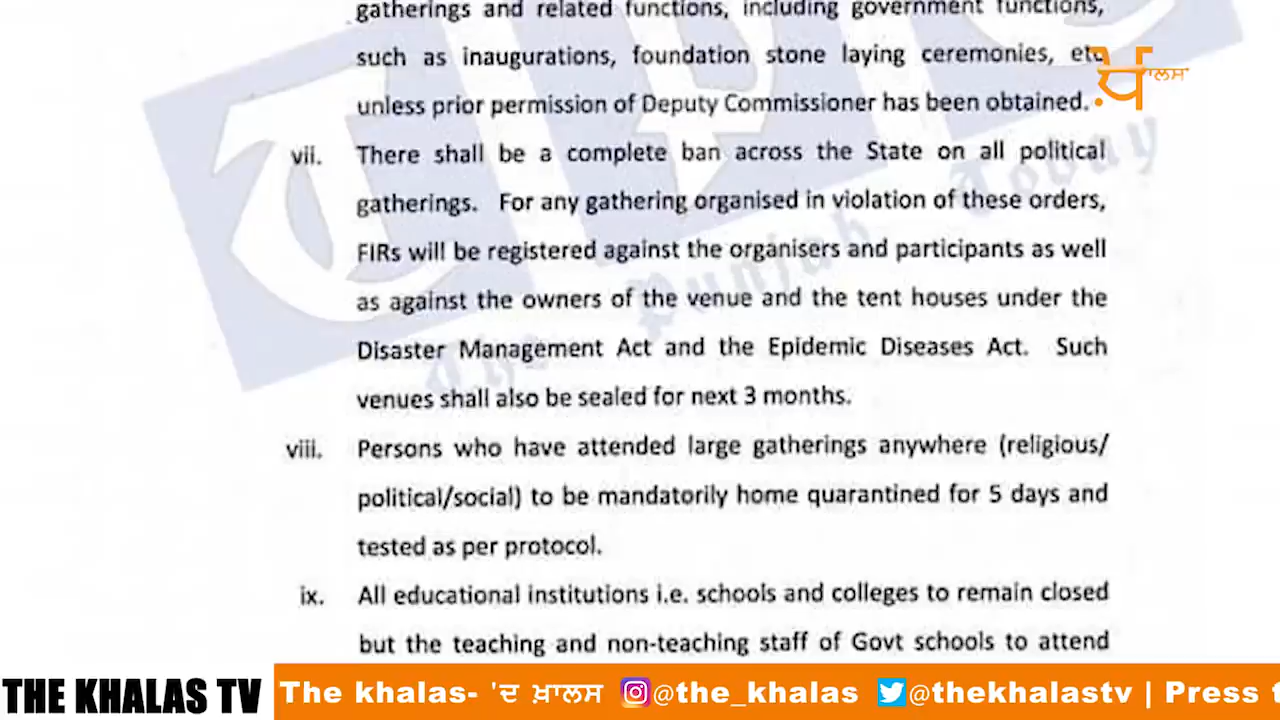 gatherings and related functions, including government functions,
such as inaugurations, foundation stone laying ceremonies, etc
unless prior permission of Deputy Commissioner has been obtained.
ਖ਼ਾਲਸ
vii. There shall be a complete ban across the State on all political
gatherings. For any gathering organised in violation of these orders,
FIRs will be registered against the organisers and participants as well
as against the owners of the venue and the tent houses under the
Disaster Management Act and the Epidemic Diseases Act. Such
venues shall also be sealed for next 3 months.
The Punjab Today
viii. Persons who have attended large gatherings anywhere (religious/
political/social) to be mandatorily home quarantined for 5 days and
tested as per protocol.
ix. All educational institutions i.e. schools and colleges to remain closed
but the teaching and non-teaching staff of Govt schools to attend
THE KHALAS TV The khalas- 'ਦ ਖ਼ਾਲਸ @the_khalas @thekhalastv | Press